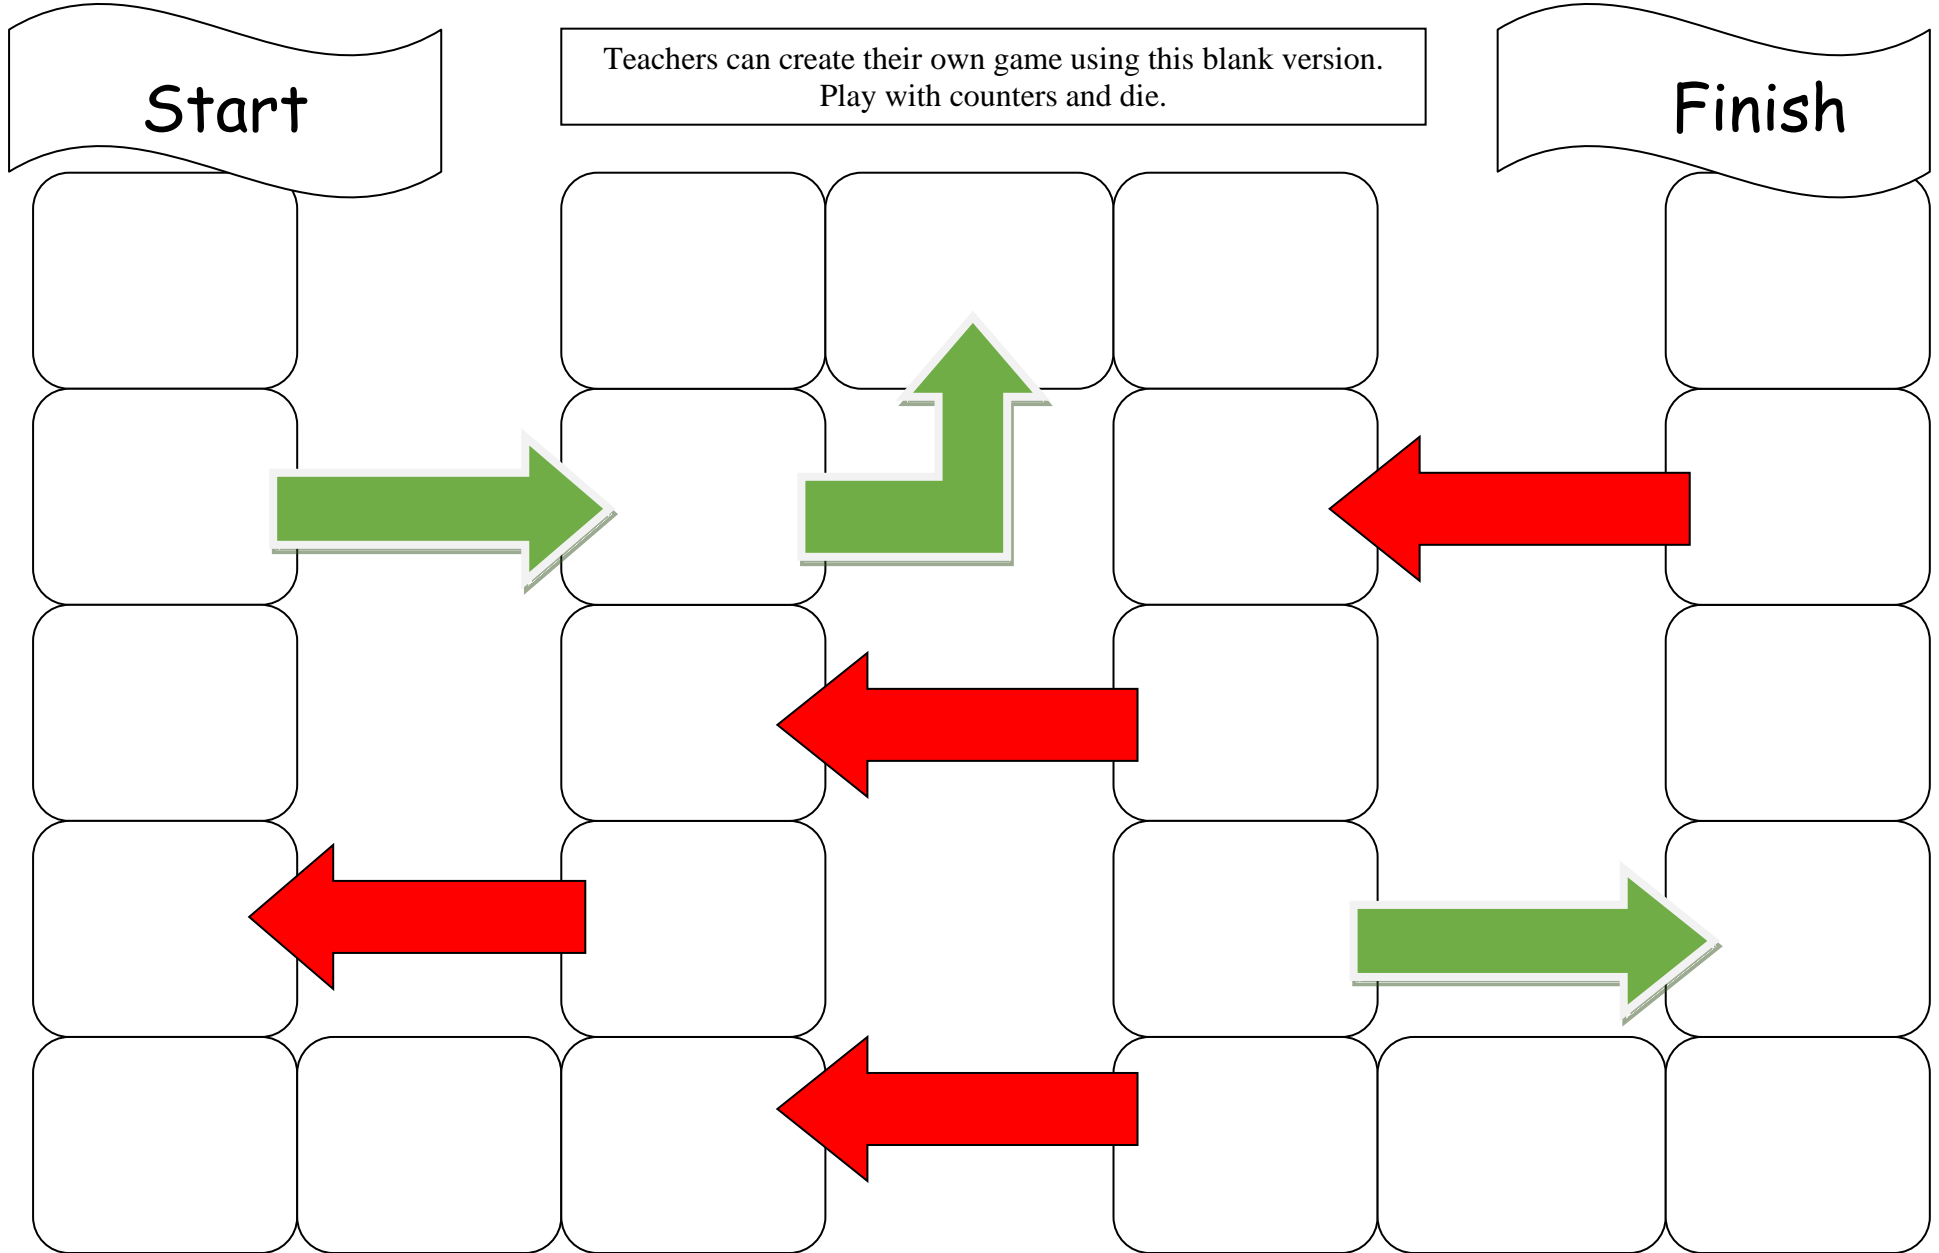 Start
Teachers can create their own game using this blank version.
Play with counters and die.
Finish